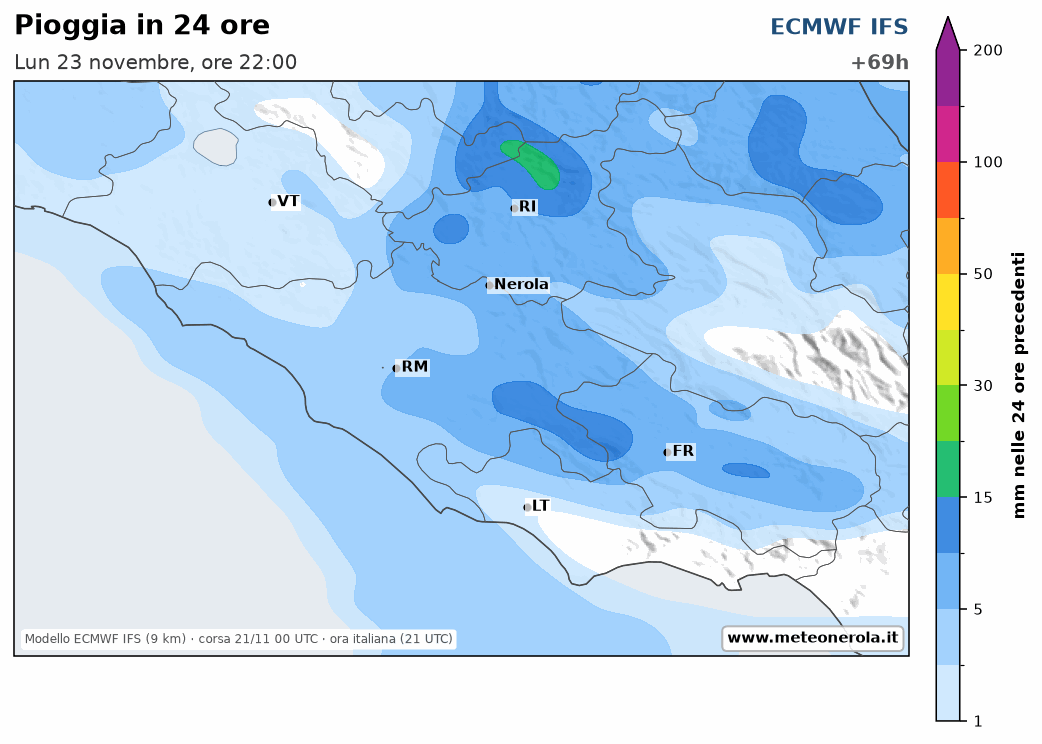 Pioggia in 24 ore
ECMWF IFS
Lun 23 novembre, ore 22:00
+69h
200
100
50
30
15
5
1
mm nelle 24 ore precedenti
VT
RI
Nerola
RM
FR
LT
Modello ECMWF IFS (9 km) · corsa 21/11 00 UTC · ora italiana (21 UTC)
www.meteonerola.it